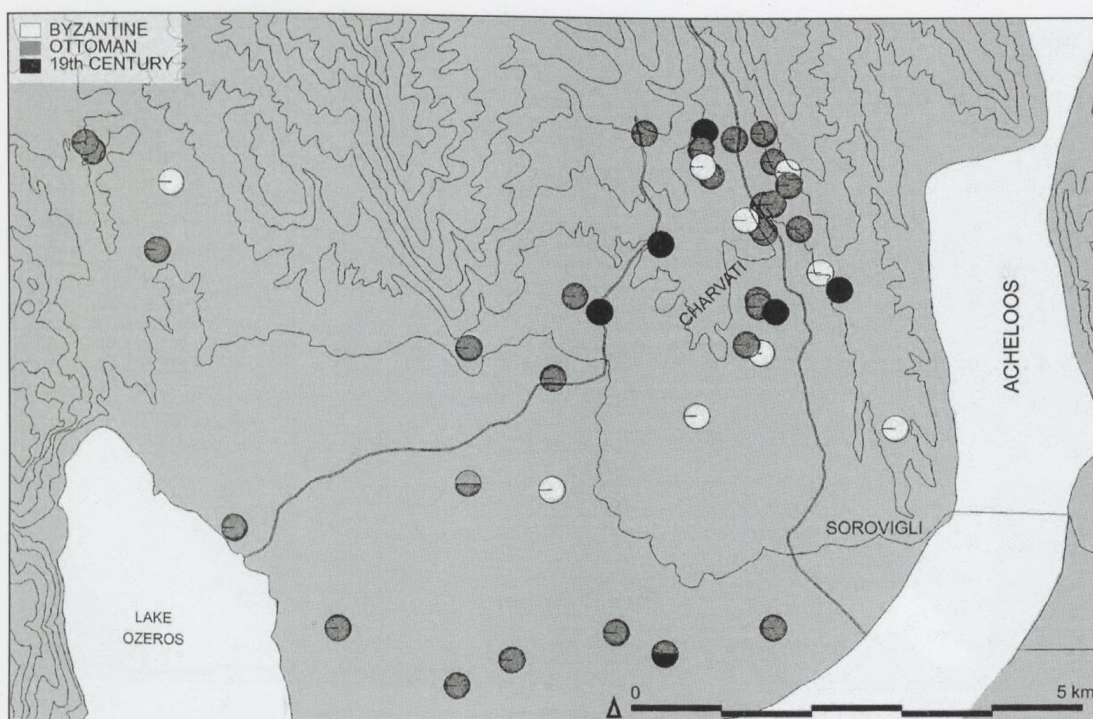 BYZANTINE
OTTOMAN
19th CENTURY
CHARVATI
ACHELOOS
SOROVIGLI
LAKE
OZEROS
0 5 km